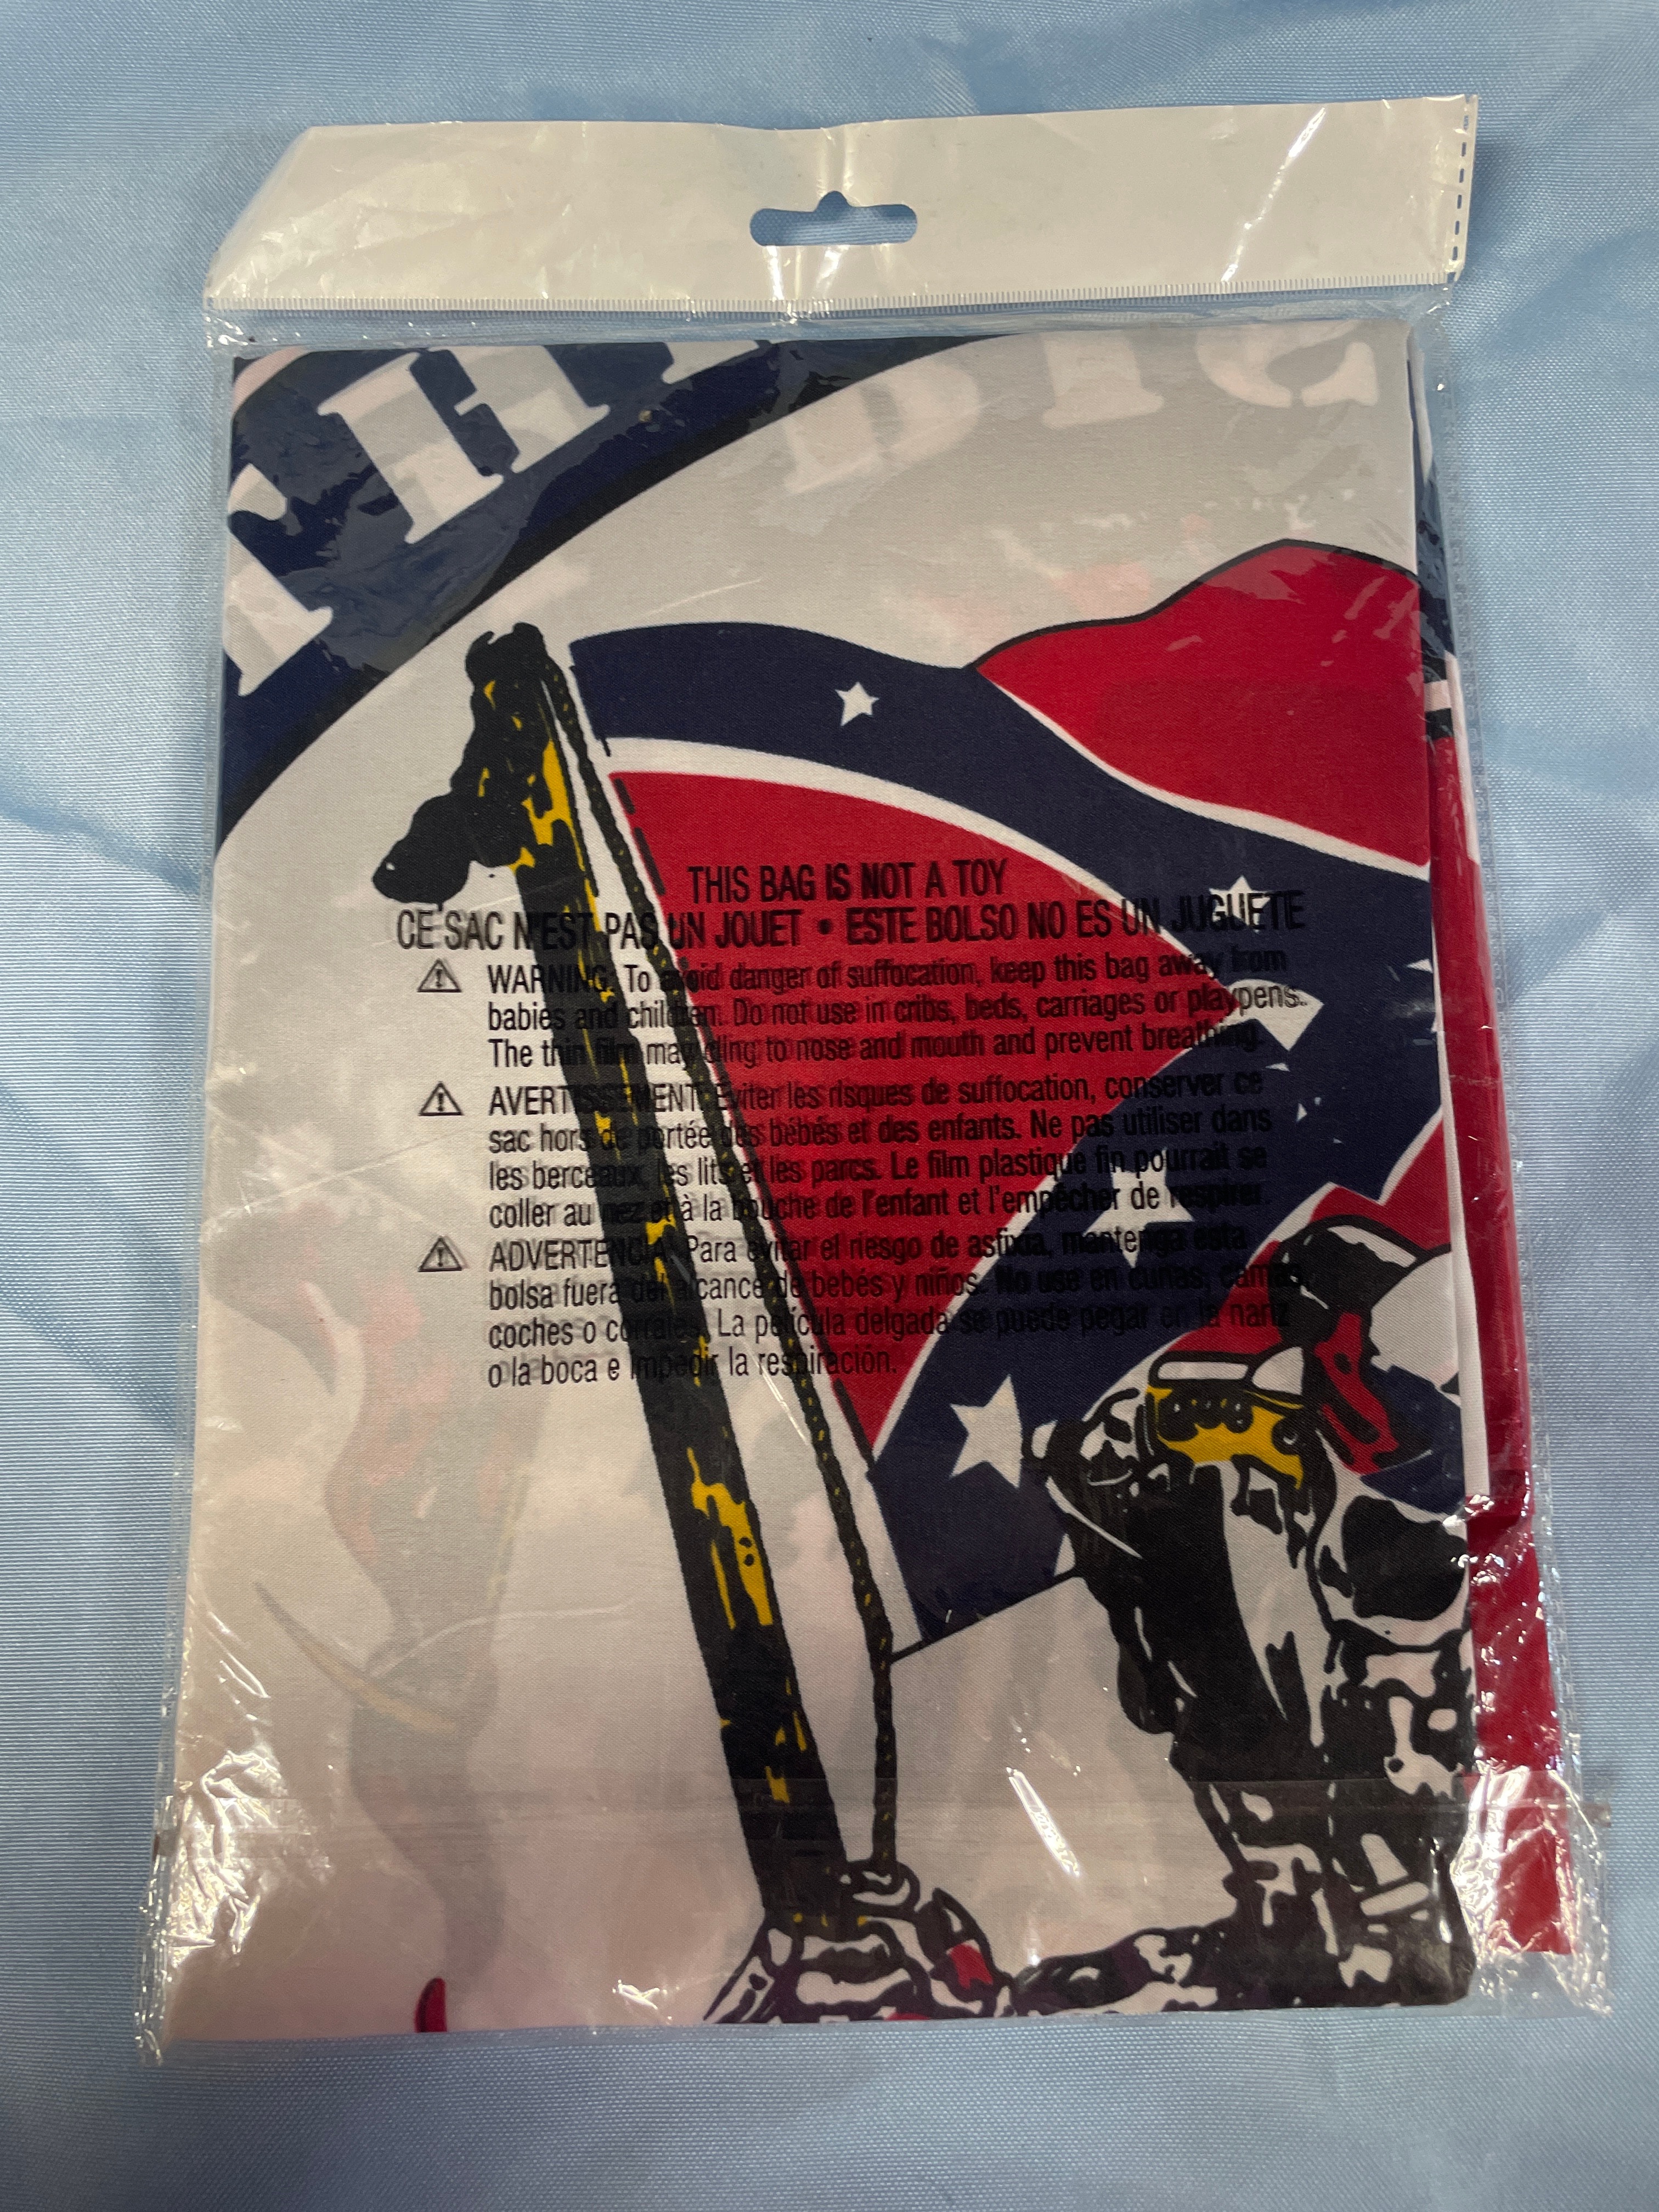 THIS BAG IS NOT A TOY
CE SAC N'EST PAS UN JOUET • ESTE BOLSO NO ES UN JUGUETE
WARNING: To avoid danger of suffocation, keep this bag away from
babies and children. Do not use in cribs, beds, carriages or playpens.
The thin film may cling to nose and mouth and prevent breathing.
AVERTISSEMENT: Éviter les risques de suffocation, conserver ce
sac hors de portée des bébés et des enfants. Ne pas utiliser dans
les berceaux, les lits et les parcs. Le film plastique fin pourrait se
coller au nez et à la bouche de l'enfant et l'empêcher de respirer.
ADVERTENCIA: Para evitar el riesgo de asfixia, mantenga esta
bolsa fuera del alcance de bebés y niños. No use en cunas, camas,
coches o corrales. La película delgada se puede pegar en la nariz
o la boca e impedir la respiración.